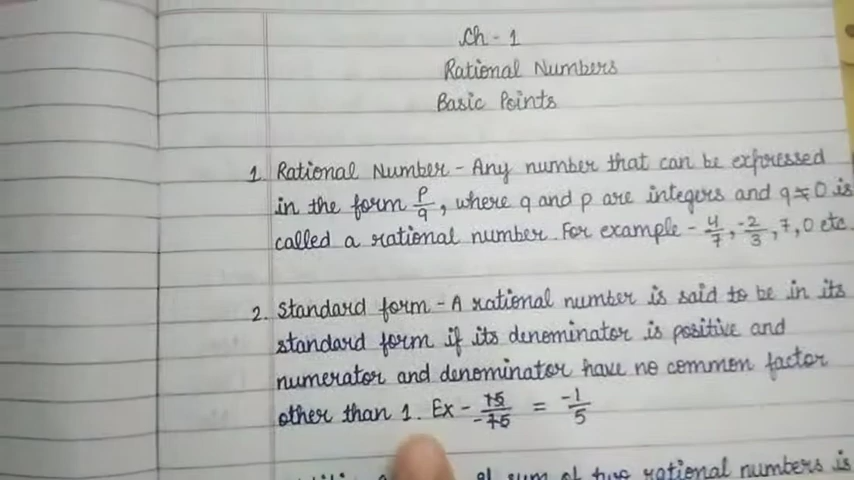 Ch - 1
Rational Numbers
Basic Points
1. Rational Number - Any number that can be expressed
in the form p/q, where q and p are integers and q ≠ 0 is
called a rational number. For example - 4/7, -2/3, 7, 0 etc.
2. Standard form - A rational number is said to be in its
standard form if its denominator is positive and
numerator and denominator have no common factor
other than 1. Ex - 15/-75 = -1/5
of sum of two rational numbers is